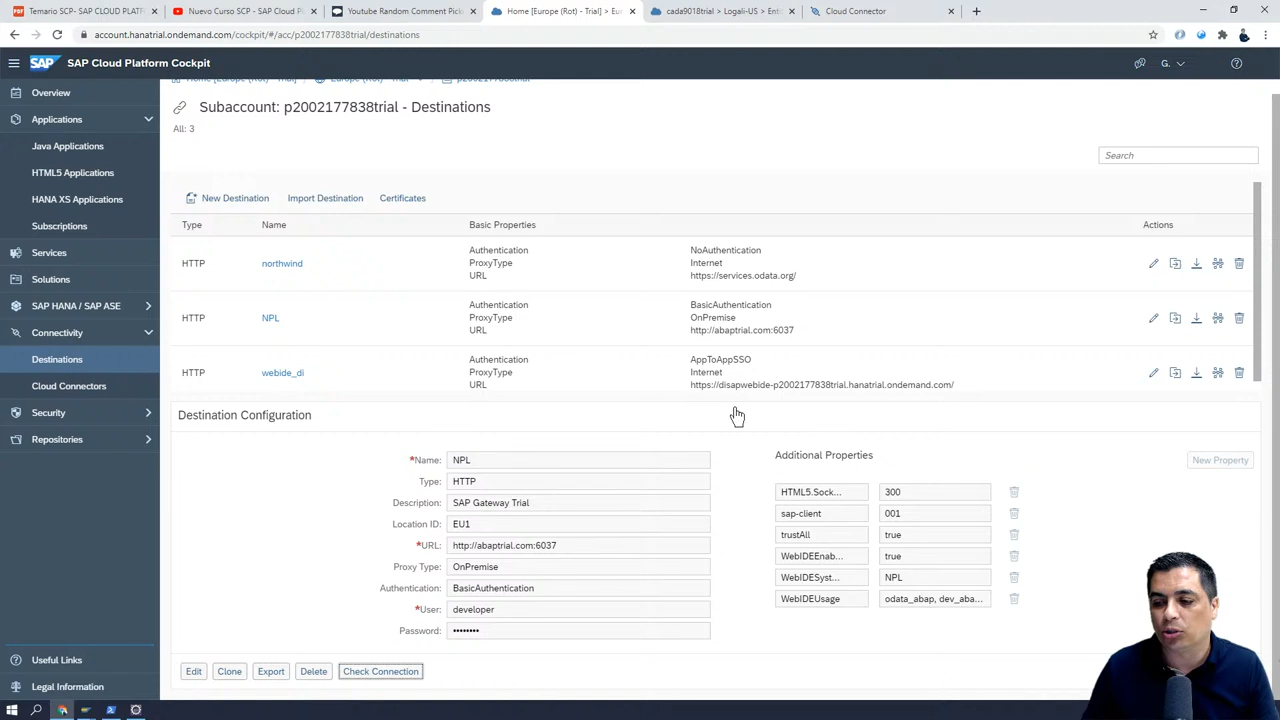 Temario SCP - SAP CLOUD PLATF
Nuevo Curso SCP - SAP Cloud P
Youtube Random Comment Picke
Home [Europe (Rot) - Trial] > Eu
cada9018trial > Logali-US > Ent
Cloud Connector
account.hanatrial.ondemand.com/cockpit/#/acc/p2002177838trial/destinations
SAP Cloud Platform Cockpit
G.
Overview
Applications
Java Applications
HTML5 Applications
HANA XS Applications
Subscriptions
Services
Solutions
SAP HANA / SAP ASE
Connectivity
Destinations
Cloud Connectors
Security
Repositories
Useful Links
Legal Information
Home [Europe (Rot) - Trial]
Europe (Rot) - Trial
p2002177838trial
Subaccount: p2002177838trial - Destinations
All: 3
Search
New Destination Import Destination Certificates
Type Name Basic Properties Actions
HTTP northwind
Authentication NoAuthentication
ProxyType Internet
URL https://services.odata.org/
HTTP NPL
Authentication BasicAuthentication
ProxyType OnPremise
URL http://abaptrial.com:6037
HTTP webide_di
Authentication AppToAppSSO
ProxyType Internet
URL https://disapwebide-p2002177838trial.hanatrial.ondemand.com/
Destination Configuration
*Name: NPL
Type: HTTP
Description: SAP Gateway Trial
Location ID: EU1
*URL: http://abaptrial.com:6037
Proxy Type: OnPremise
Authentication: BasicAuthentication
*User: developer
Password: ••••••••
Additional Properties
New Property
HTML5.Sock... 300
sap-client 001
trustAll true
WebIDEEnab... true
WebIDESyst... NPL
WebIDEUsage odata_abap, dev_aba...
Edit Clone Export Delete Check Connection